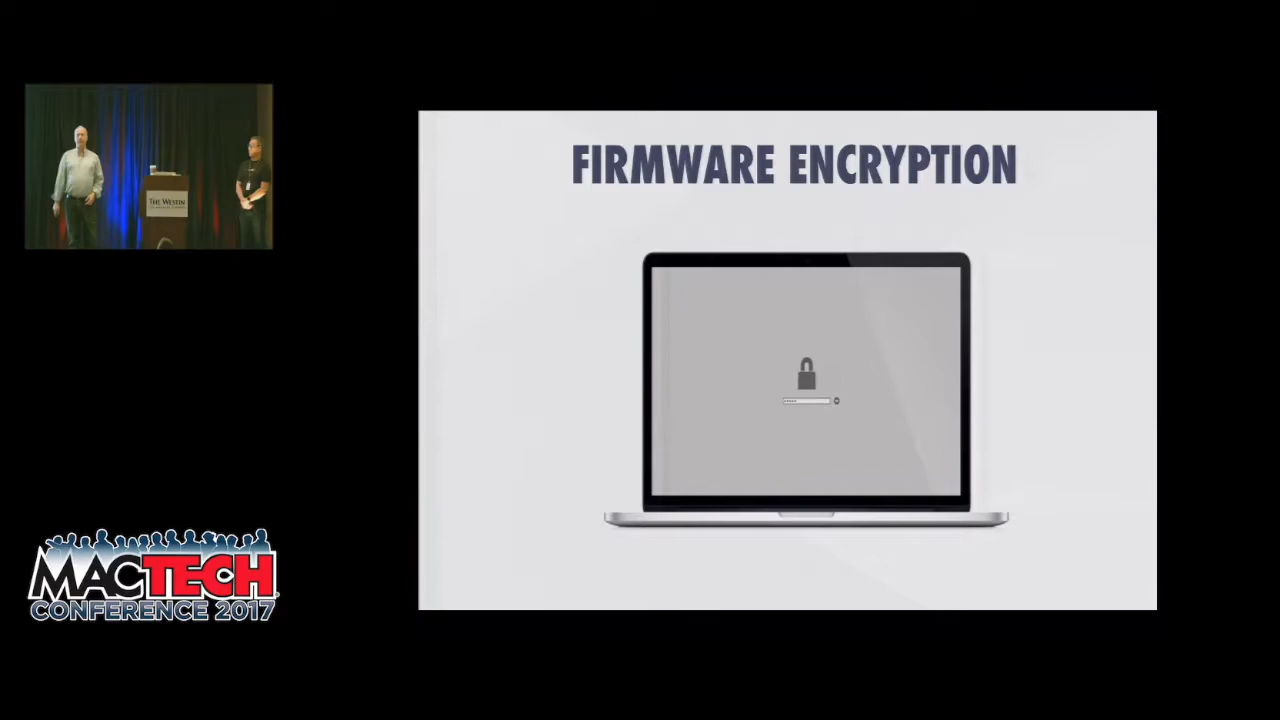 FIRMWARE ENCRYPTION
THE WESTIN
MACTECH
CONFERENCE 2017